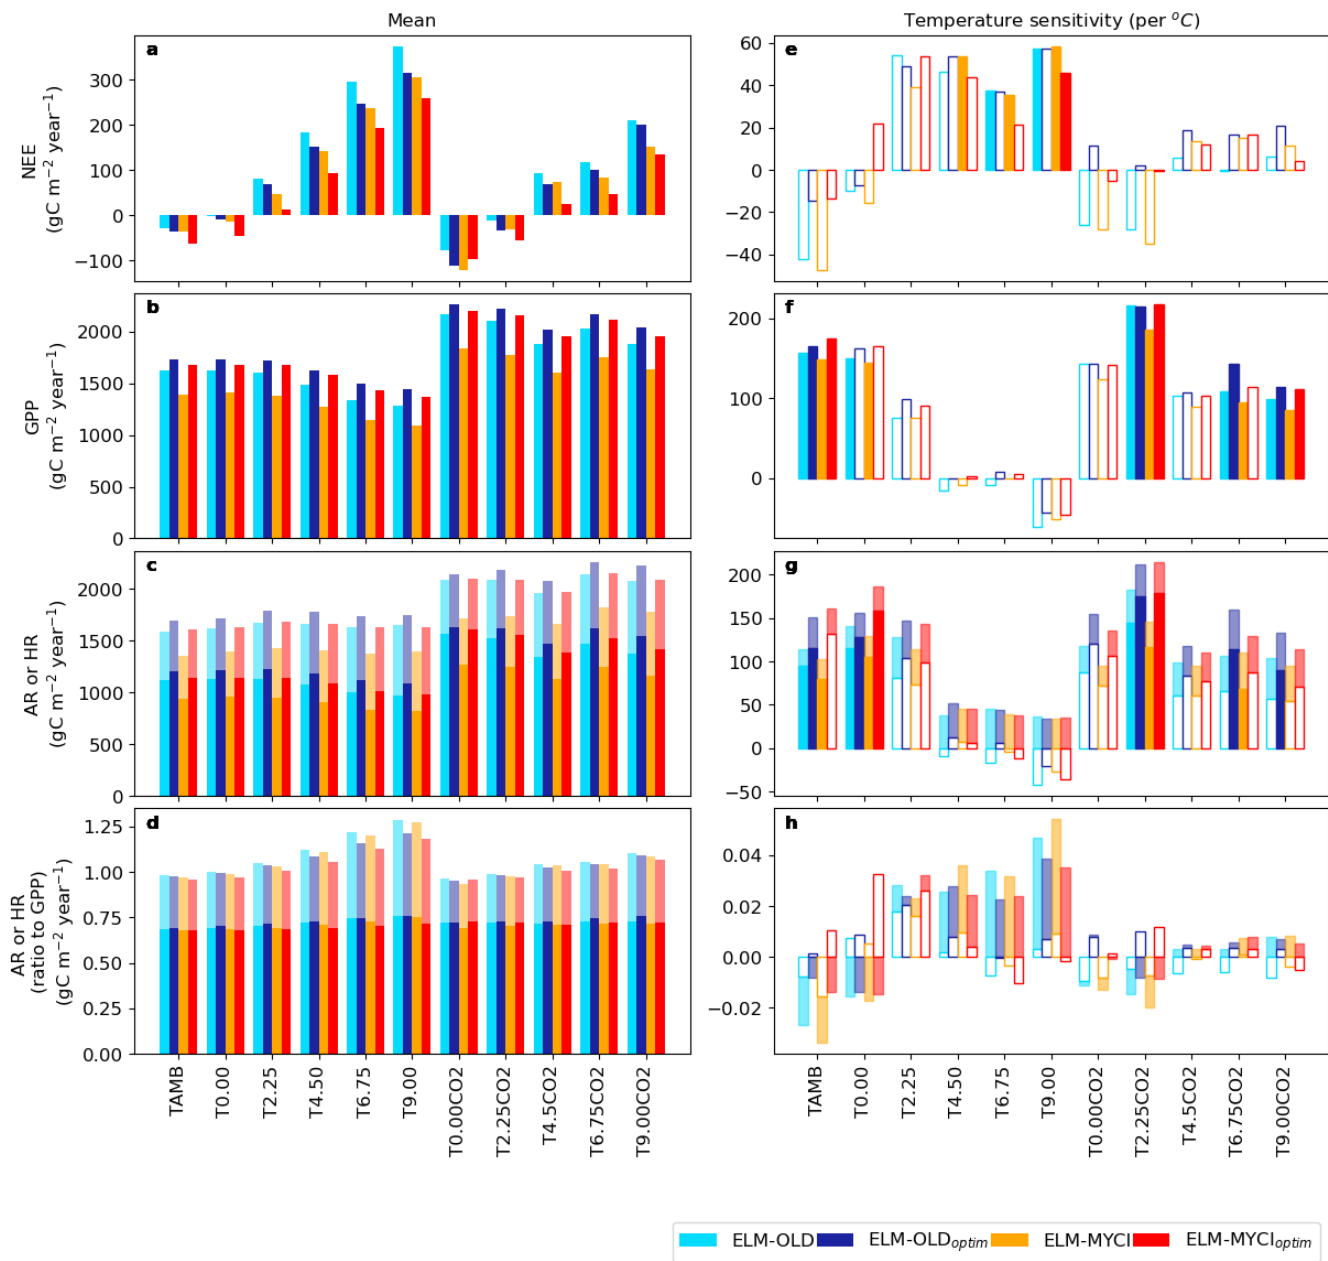 Mean
Temperature sensitivity (per °C)
a
NEE
(gC m⁻² year⁻¹)
300
200
100
0
−100
e
60
40
20
0
−20
−40
b
GPP
(gC m⁻² year⁻¹)
2000
1500
1000
500
0
f
200
100
0
c
AR or HR
(gC m⁻² year⁻¹)
2000
1500
1000
500
0
g
200
150
100
50
0
−50
d
AR or HR
(ratio to GPP)
(gC m⁻² year⁻¹)
1.25
1.00
0.75
0.50
0.25
0.00
h
0.04
0.02
0.00
−0.02
TAMB
T0.00
T2.25
T4.50
T6.75
T9.00
T0.00CO2
T2.25CO2
T4.5CO2
T6.75CO2
T9.00CO2
TAMB
T0.00
T2.25
T4.50
T6.75
T9.00
T0.00CO2
T2.25CO2
T4.5CO2
T6.75CO2
T9.00CO2
ELM-OLD ELM-OLDoptim ELM-MYCI ELM-MYCIoptim